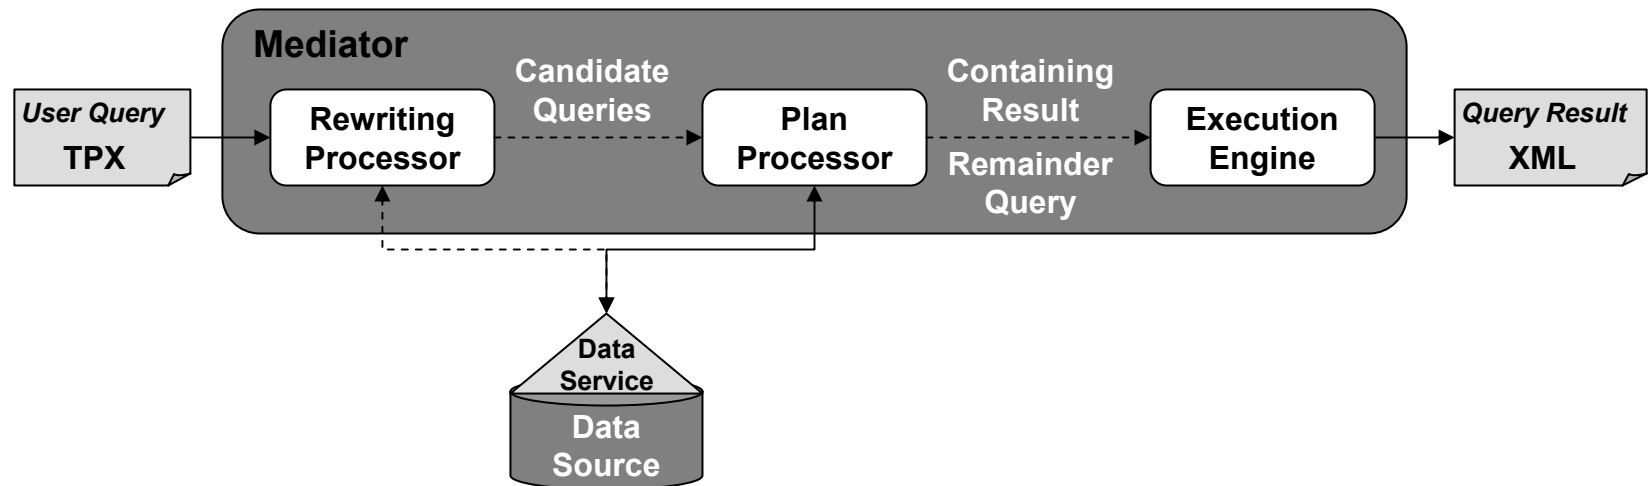 Mediator
User Query
TPX
Rewriting
Processor
Candidate
Queries
Plan
Processor
Containing
Result
Remainder
Query
Execution
Engine
Query Result
XML
Data
Service
Data
Source